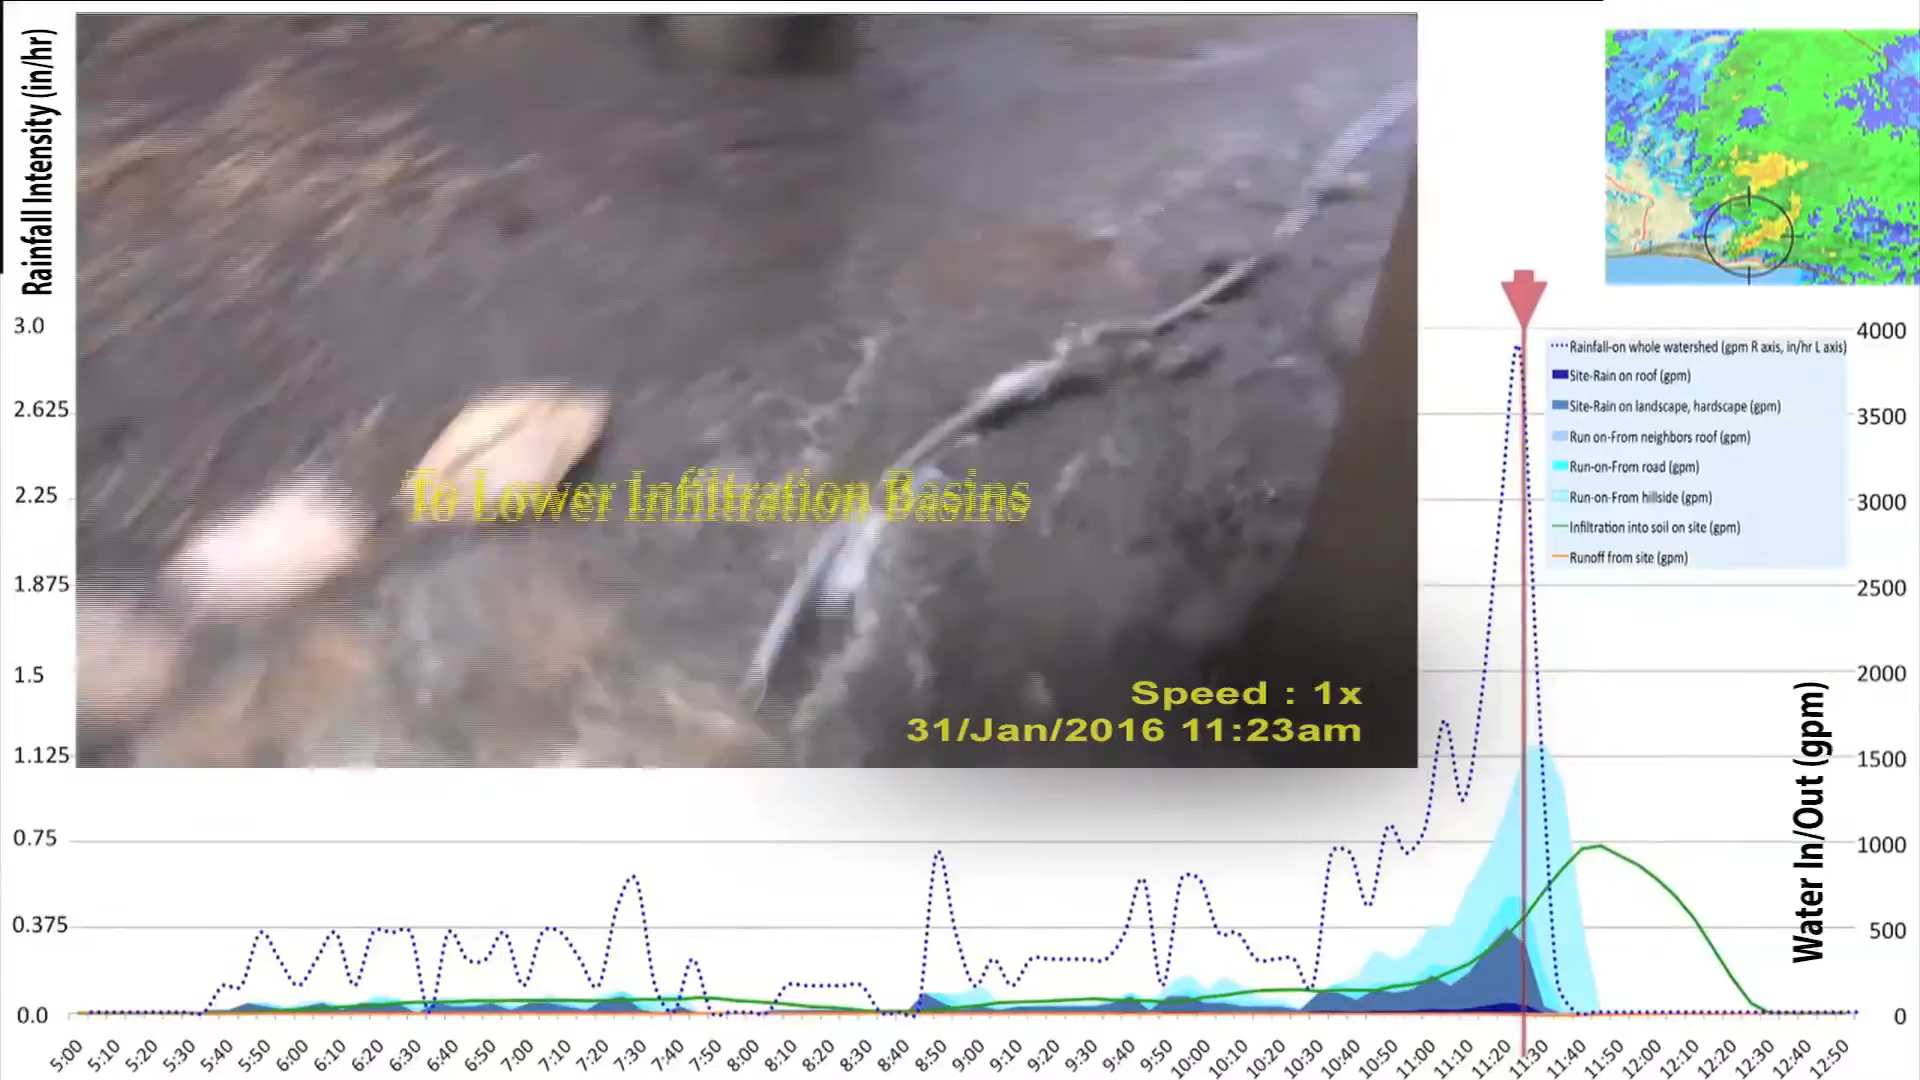 Rainfall Intensity (in/hr)
To Lower Infiltration Basins
Speed : 1x
31/Jan/2016 11:23am
3.0
2.625
2.25
1.875
1.5
1.125
0.75
0.375
0.0
4000
3500
3000
2500
2000
1500
1000
500
0
Water In/Out (gpm)
Rainfall-on whole watershed (gpm R axis, in/hr L axis)
Site-Rain on roof (gpm)
Site-Rain on landscape, hardscape (gpm)
Run on-From neighbors roof (gpm)
Run-on-From road (gpm)
Run-on-From hillside (gpm)
Infiltration into soil on site (gpm)
Runoff from site (gpm)
5:00 5:10 5:20 5:30 5:40 5:50 6:00 6:10 6:20 6:30 6:40 6:50 7:00 7:10 7:20 7:30 7:40 7:50 8:00 8:10 8:20 8:30 8:40 8:50 9:00 9:10 9:20 9:30 9:40 9:50 10:00 10:10 10:20 10:30 10:40 10:50 11:00 11:10 11:20 11:30 11:40 11:50 12:00 12:10 12:20 12:30 12:40 12:50